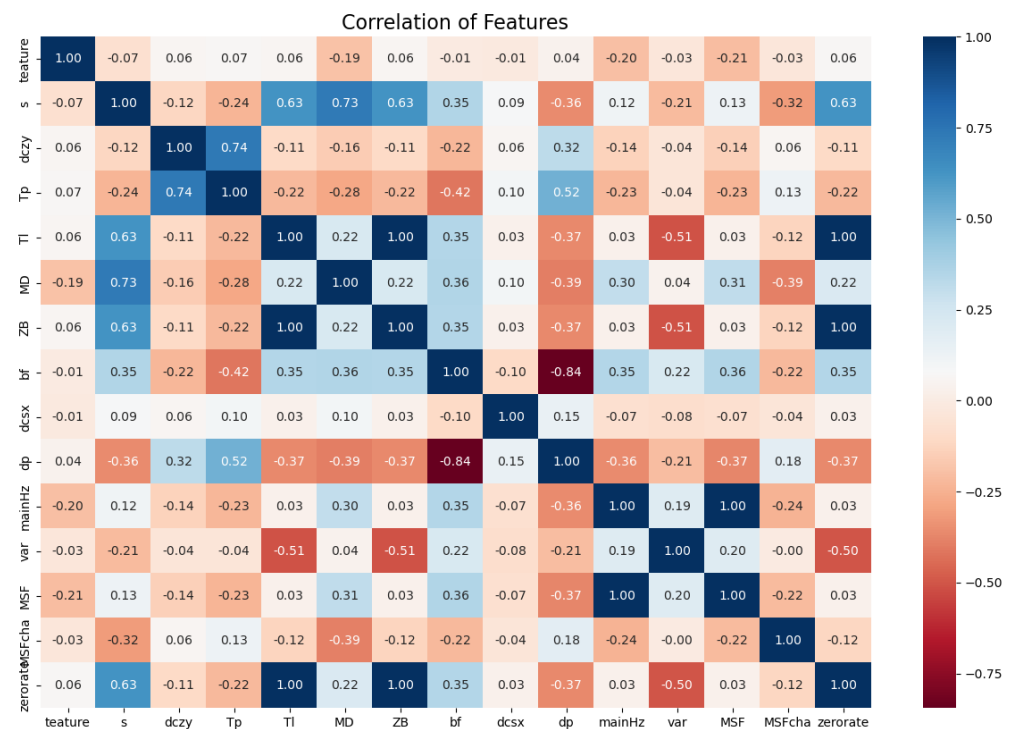 Correlation of Features
teature 1.00 -0.07 0.06 0.07 0.06 -0.19 0.06 -0.01 -0.01 0.04 -0.20 -0.03 -0.21 -0.03 0.06
s -0.07 1.00 -0.12 -0.24 0.63 0.73 0.63 0.35 0.09 -0.36 0.12 -0.21 0.13 -0.32 0.63
dczy 0.06 -0.12 1.00 0.74 -0.11 -0.16 -0.11 -0.22 0.06 0.32 -0.14 -0.04 -0.14 0.06 -0.11
Tp 0.07 -0.24 0.74 1.00 -0.22 -0.28 -0.22 -0.42 0.10 0.52 -0.23 -0.04 -0.23 0.13 -0.22
Tl 0.06 0.63 -0.11 -0.22 1.00 0.22 1.00 0.35 0.03 -0.37 0.03 -0.51 0.03 -0.12 1.00
MD -0.19 0.73 -0.16 -0.28 0.22 1.00 0.22 0.36 0.10 -0.39 0.30 0.04 0.31 -0.39 0.22
ZB 0.06 0.63 -0.11 -0.22 1.00 0.22 1.00 0.35 0.03 -0.37 0.03 -0.51 0.03 -0.12 1.00
bf -0.01 0.35 -0.22 -0.42 0.35 0.36 0.35 1.00 -0.10 -0.84 0.35 0.22 0.36 -0.22 0.35
dcsx -0.01 0.09 0.06 0.10 0.03 0.10 0.03 -0.10 1.00 0.15 -0.07 -0.08 -0.07 -0.04 0.03
dp 0.04 -0.36 0.32 0.52 -0.37 -0.39 -0.37 -0.84 0.15 1.00 -0.36 -0.21 -0.37 0.18 -0.37
mainHz -0.20 0.12 -0.14 -0.23 0.03 0.30 0.03 0.35 -0.07 -0.36 1.00 0.19 1.00 -0.24 0.03
var -0.03 -0.21 -0.04 -0.04 -0.51 0.04 -0.51 0.22 -0.08 -0.21 0.19 1.00 0.20 -0.00 -0.50
MSF -0.21 0.13 -0.14 -0.23 0.03 0.31 0.03 0.36 -0.07 -0.37 1.00 0.20 1.00 -0.22 0.03
MSFcha -0.03 -0.32 0.06 0.13 -0.12 -0.39 -0.12 -0.22 -0.04 0.18 -0.24 -0.00 -0.22 1.00 -0.12
zerorate 0.06 0.63 -0.11 -0.22 1.00 0.22 1.00 0.35 0.03 -0.37 0.03 -0.50 0.03 -0.12 1.00
teature s dczy Tp Tl MD ZB bf dcsx dp mainHz var MSF MSFcha zerorate
1.00
0.75
0.50
0.25
0.00
−0.25
−0.50
−0.75